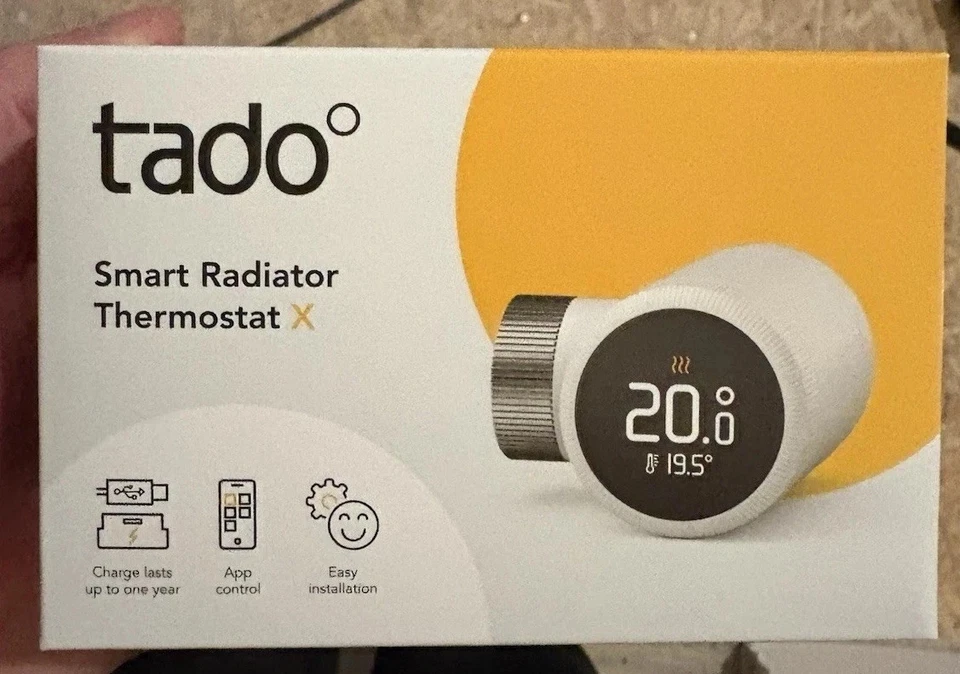 tado°
Smart Radiator
Thermostat X
20.0°
19.5°
Charge lasts
up to one year
App
control
Easy
installation